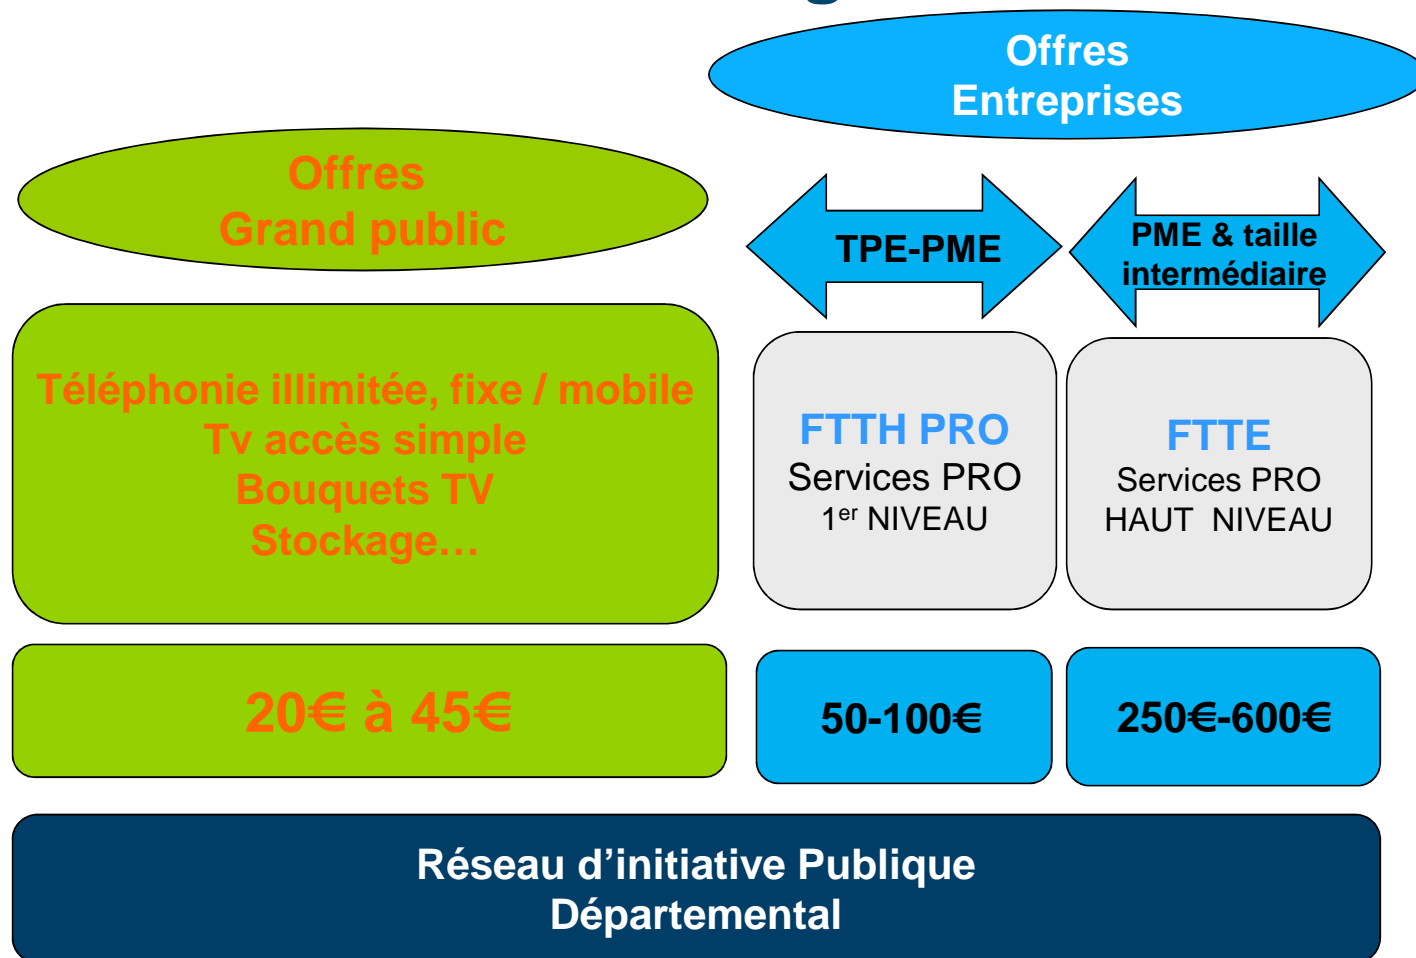 Offres
Entreprises
Offres
Grand public
TPE-PME
PME & taille
intermédiaire
Téléphonie illimitée, fixe / mobile
Tv accès simple
Bouquets TV
Stockage…
FTTH PRO
Services PRO
1er NIVEAU
FTTE
Services PRO
HAUT NIVEAU
20€ à 45€
50-100€
250€-600€
Réseau d’initiative Publique
Départemental